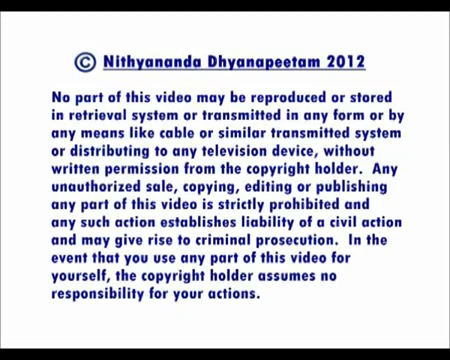 © Nithyananda Dhyanapeetam 2012
No part of this video may be reproduced or stored
in retrieval system or transmitted in any form or by
any means like cable or similar transmitted system
or distributing to any television device, without
written permission from the copyright holder. Any
unauthorized sale, copying, editing or publishing
any part of this video is strictly prohibited and
any such action establishes liability of a civil action
and may give rise to criminal prosecution. In the
event that you use any part of this video for
yourself, the copyright holder assumes no
responsibility for your actions.